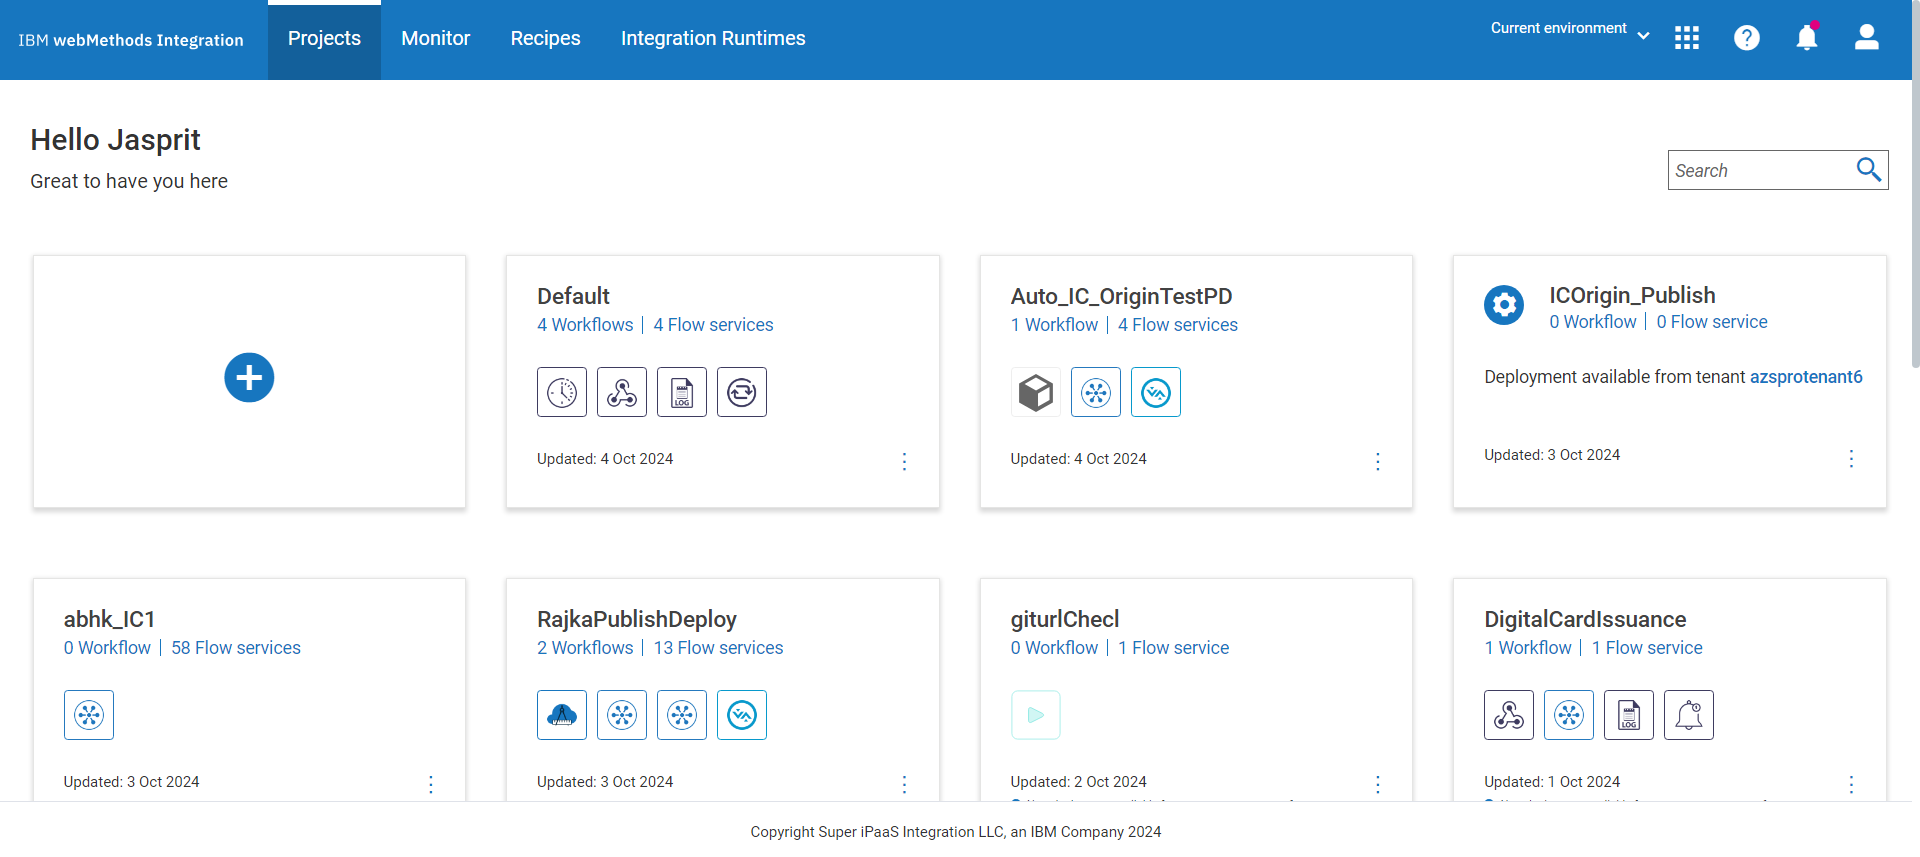 IBM webMethods Integration
Projects
Monitor
Recipes
Integration Runtimes
Current environment
Hello Jasprit
Great to have you here
Search
Default
4 Workflows | 4 Flow services
LOG
Updated: 4 Oct 2024
Auto_IC_OriginTestPD
1 Workflow | 4 Flow services
Updated: 4 Oct 2024
ICOrigin_Publish
0 Workflow | 0 Flow service
Deployment available from tenant azsprotenant6
Updated: 3 Oct 2024
abhk_IC1
0 Workflow | 58 Flow services
Updated: 3 Oct 2024
RajkaPublishDeploy
2 Workflows | 13 Flow services
Updated: 3 Oct 2024
giturlChecl
0 Workflow | 1 Flow service
Updated: 2 Oct 2024
DigitalCardIssuance
1 Workflow | 1 Flow service
LOG
Updated: 1 Oct 2024
Copyright Super iPaaS Integration LLC, an IBM Company 2024